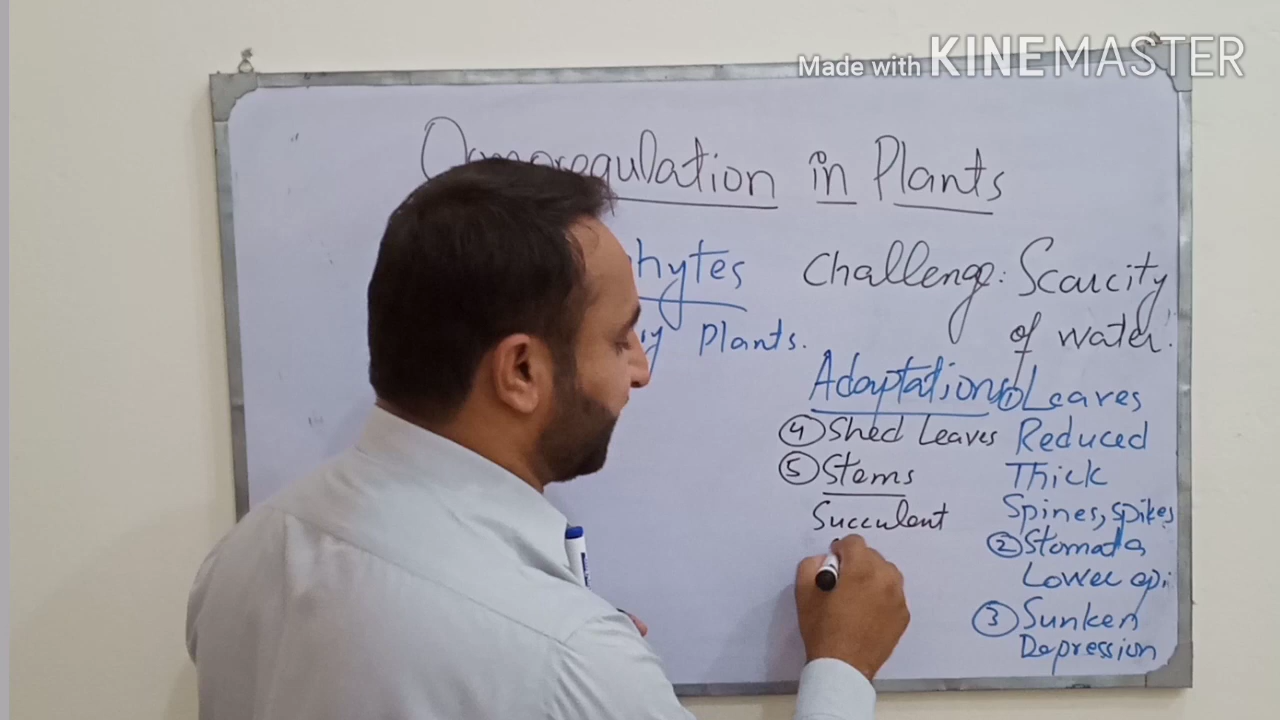 Made with KINEMASTER
Osmoregulation in Plants
hytes
Plants.
Challenge: Scarcity
of water.
Adaptations
① Leaves
Reduced
Thick
Spines, spikes
② Stomata
Lower epi
③ Sunken
Depression
④ Shed Leaves
⑤ Stems
Succulent